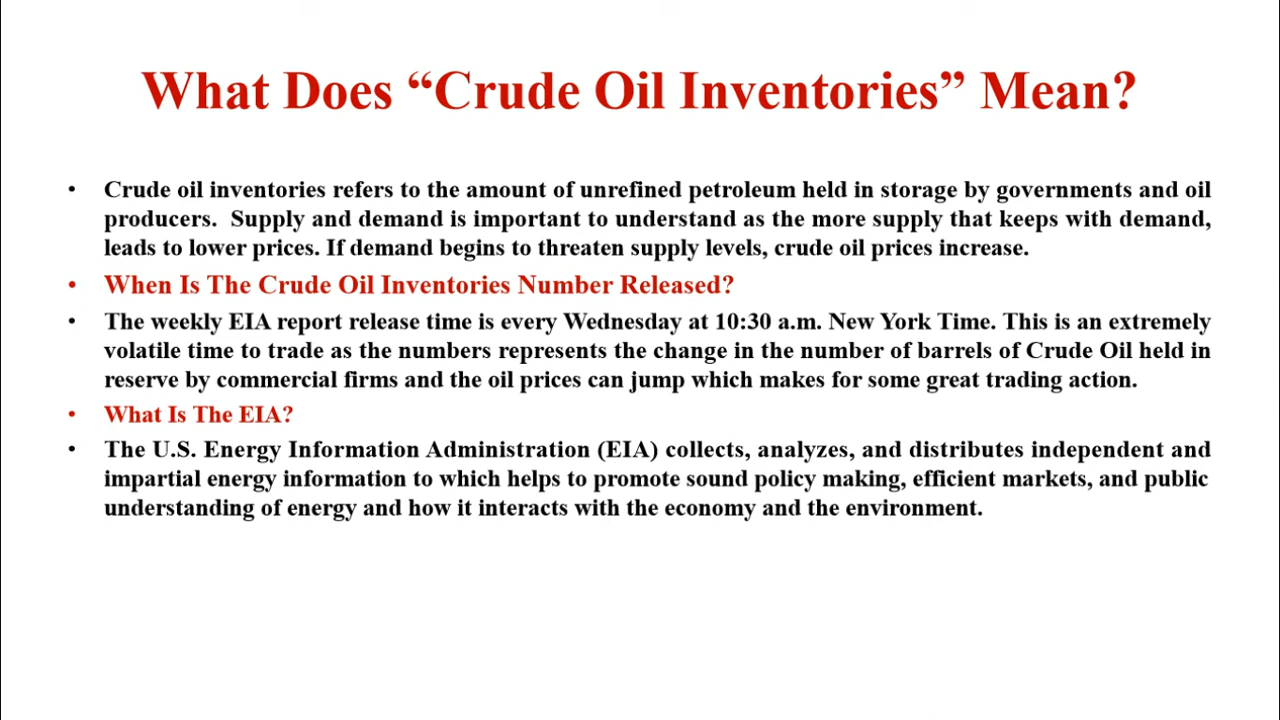 What Does “Crude Oil Inventories” Mean?
• Crude oil inventories refers to the amount of unrefined petroleum held in storage by governments and oil
producers.  Supply and demand is important to understand as the more supply that keeps with demand,
leads to lower prices. If demand begins to threaten supply levels, crude oil prices increase.
• When Is The Crude Oil Inventories Number Released?
• The weekly EIA report release time is every Wednesday at 10:30 a.m. New York Time. This is an extremely
volatile time to trade as the numbers represents the change in the number of barrels of Crude Oil held in
reserve by commercial firms and the oil prices can jump which makes for some great trading action.
• What Is The EIA?
• The U.S. Energy Information Administration (EIA) collects, analyzes, and distributes independent and
impartial energy information to which helps to promote sound policy making, efficient markets, and public
understanding of energy and how it interacts with the economy and the environment.